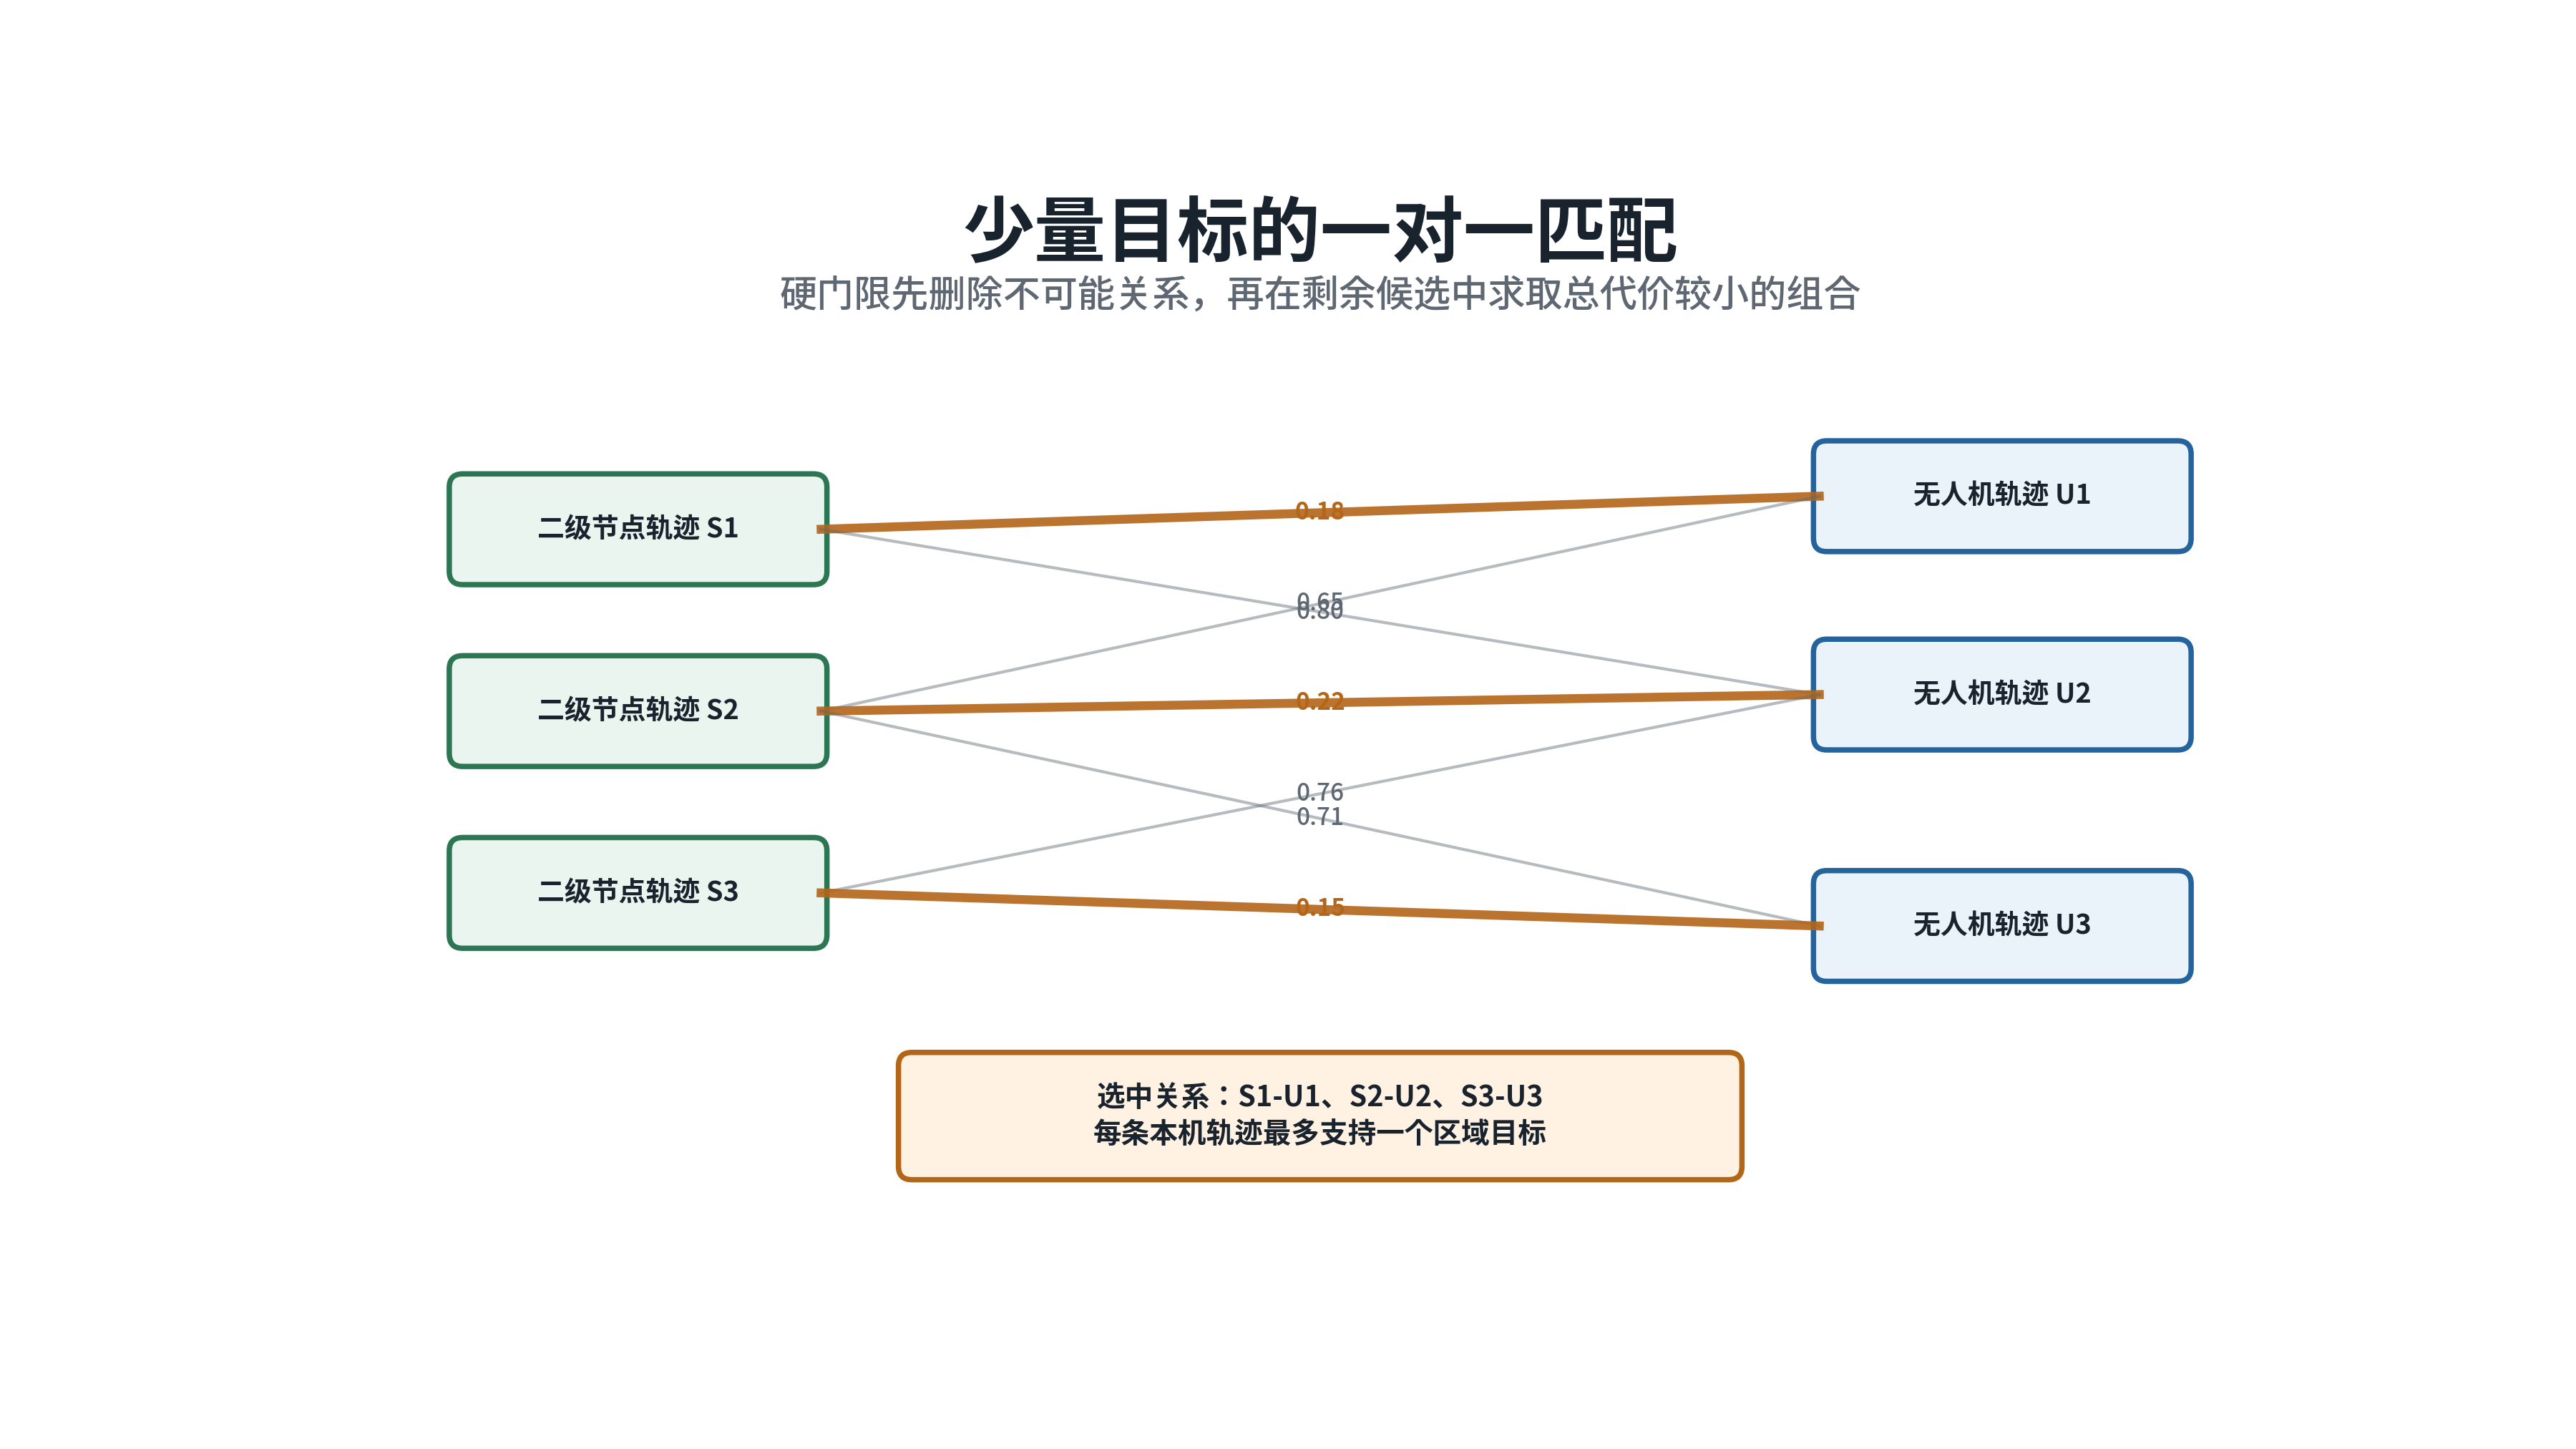 少量目标的一对一匹配
硬门限先删除不可能关系，再在剩余候选中求取总代价较小的组合
二级节点轨迹 S1
0.18
无人机轨迹 U1
0.65
0.80
二级节点轨迹 S2
0.22
无人机轨迹 U2
0.76
0.71
二级节点轨迹 S3
0.15
无人机轨迹 U3
选中关系：S1-U1、S2-U2、S3-U3
每条本机轨迹最多支持一个区域目标